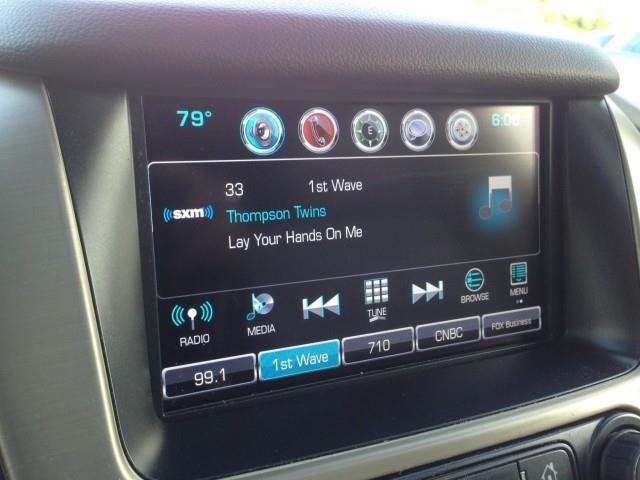 79° 6:06
E
33 1st Wave
sxm
Thompson Twins
Lay Your Hands On Me
RADIO MEDIA TUNE BROWSE MENU
99.1 1st Wave 710 CNBC FOX Business